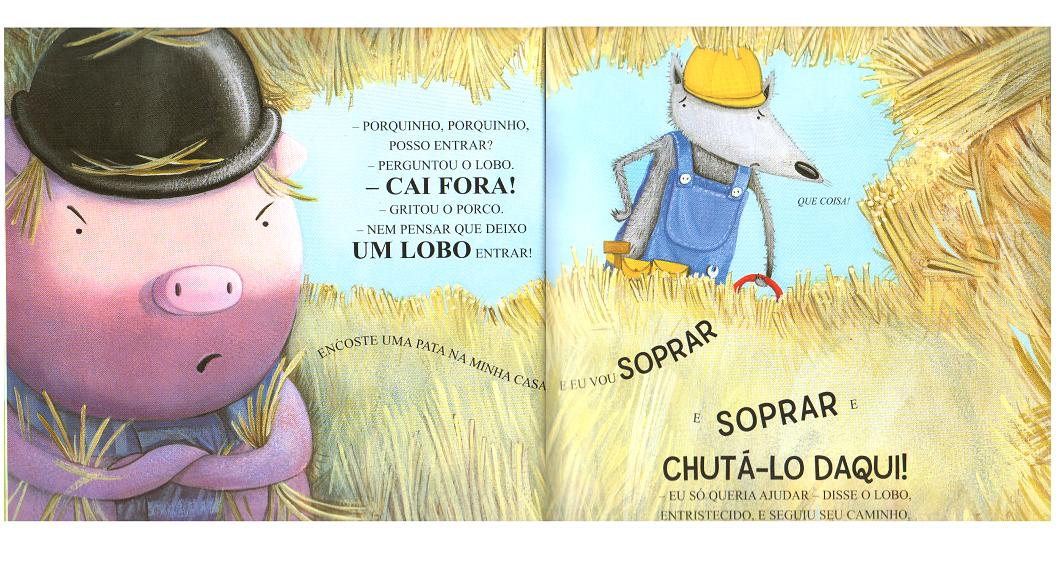 – PORQUINHO, PORQUINHO,
POSSO ENTRAR?
– PERGUNTOU O LOBO.
– CAI FORA!
– GRITOU O PORCO.
– NEM PENSAR QUE DEIXO
UM LOBO ENTRAR!
QUE COISA!
ENCOSTE UMA PATA NA MINHA CASA E EU VOU SOPRAR
E SOPRAR E
CHUTÁ-LO DAQUI!
– EU SÓ QUERIA AJUDAR – DISSE O LOBO,
ENTRISTECIDO, E SEGUIU SEU CAMINHO.